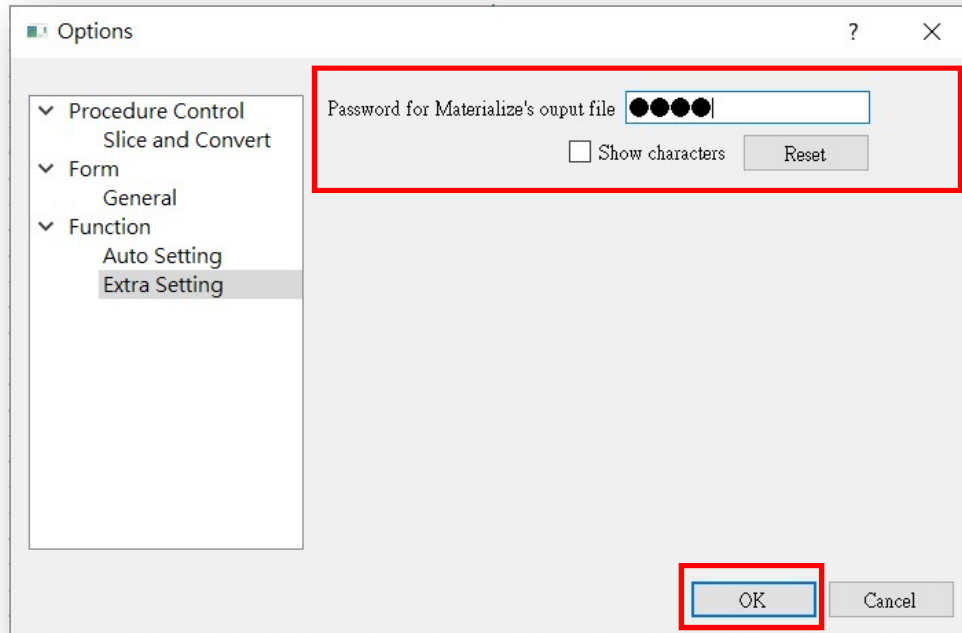 Options
?
Procedure Control
Slice and Convert
Form
General
Function
Auto Setting
Extra Setting
Password for Materialize's ouput file ●●●●
Show characters Reset
OK Cancel